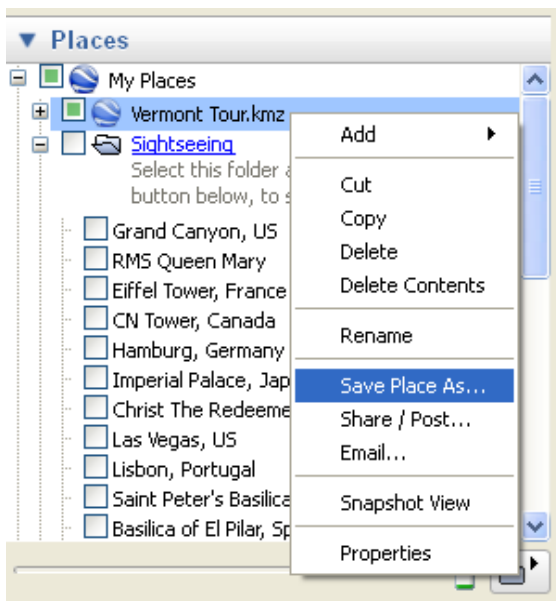 Places
My Places
Vermont Tour.kmz
Sightseeing
Select this folder a
button below, to s
Grand Canyon, US
RMS Queen Mary
Eiffel Tower, France
CN Tower, Canada
Hamburg, Germany
Imperial Palace, Jap
Christ The Redeeme
Las Vegas, US
Lisbon, Portugal
Saint Peter's Basilica
Basilica of El Pilar, Sp
Add
Cut
Copy
Delete
Delete Contents
Rename
Save Place As...
Share / Post...
Email...
Snapshot View
Properties